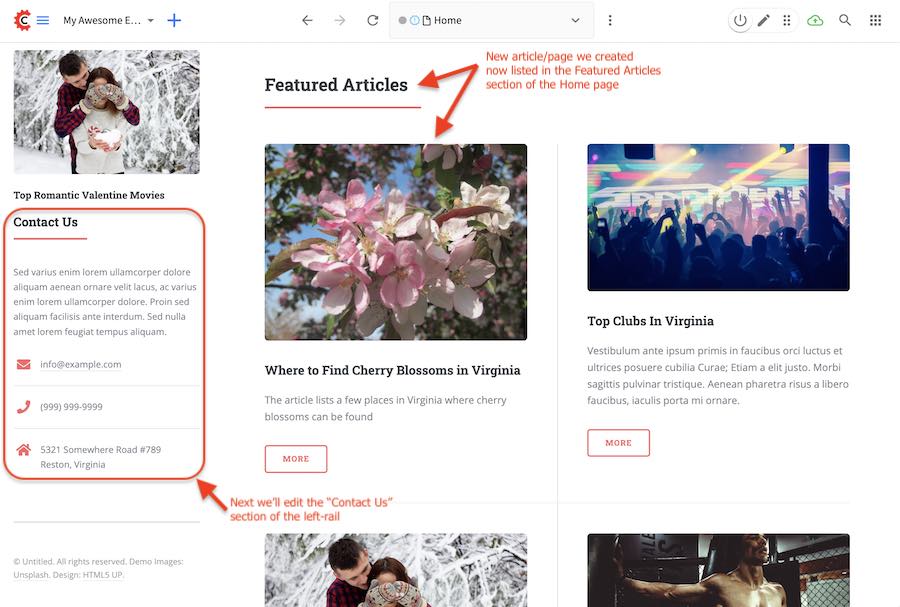 My Awesome E...
Home
New article/page we created
now listed in the Featured Articles
section of the Home page
Featured Articles
Top Romantic Valentine Movies
Contact Us
Sed varius enim lorem ullamcorper dolore
aliquam aenean ornare velit lacus, ac varius
enim lorem ullamcorper dolore. Proin sed
aliquam facilisis ante interdum. Sed nulla
amet lorem feugiat tempus aliquam.
info@example.com
(999) 999-9999
5321 Somewhere Road #789
Reston, Virginia
Next we'll edit the “Contact Us”
section of the left-rail
© Untitled. All rights reserved. Demo Images:
Unsplash. Design: HTML5 UP.
Where to Find Cherry Blossoms in Virginia
The article lists a few places in Virginia where cherry
blossoms can be found
MORE
Top Clubs In Virginia
Vestibulum ante ipsum primis in faucibus orci luctus et
ultrices posuere cubilia Curae; Etiam a elit justo. Morbi
sagittis pulvinar tristique. Aenean pharetra risus a libero
faucibus, iaculis porta mi ornare.
MORE